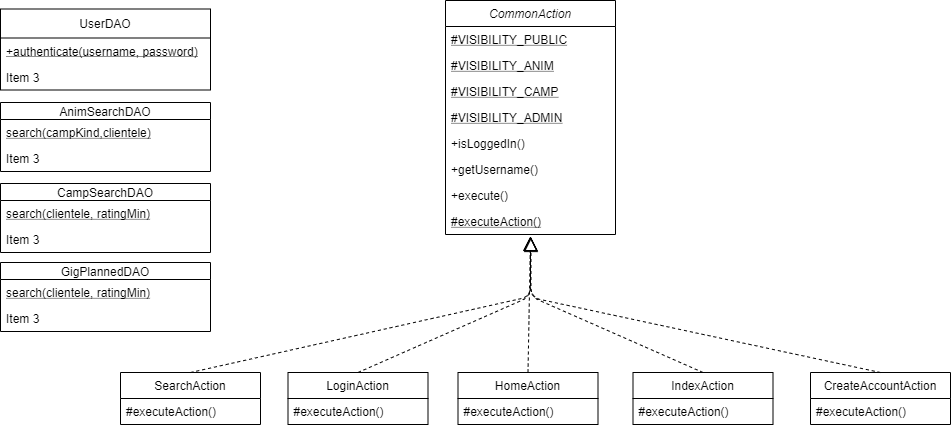 UserDAO
+authenticate(username, password)
Item 3
AnimSearchDAO
search(campKind,clientele)
Item 3
CampSearchDAO
search(clientele, ratingMin)
Item 3
GigPlannedDAO
search(clientele, ratingMin)
Item 3
CommonAction
#VISIBILITY_PUBLIC
#VISIBILITY_ANIM
#VISIBILITY_CAMP
#VISIBILITY_ADMIN
+isLoggedIn()
+getUsername()
+execute()
#executeAction()
SearchAction
#executeAction()
LoginAction
#executeAction()
HomeAction
#executeAction()
IndexAction
#executeAction()
CreateAccountAction
#executeAction()